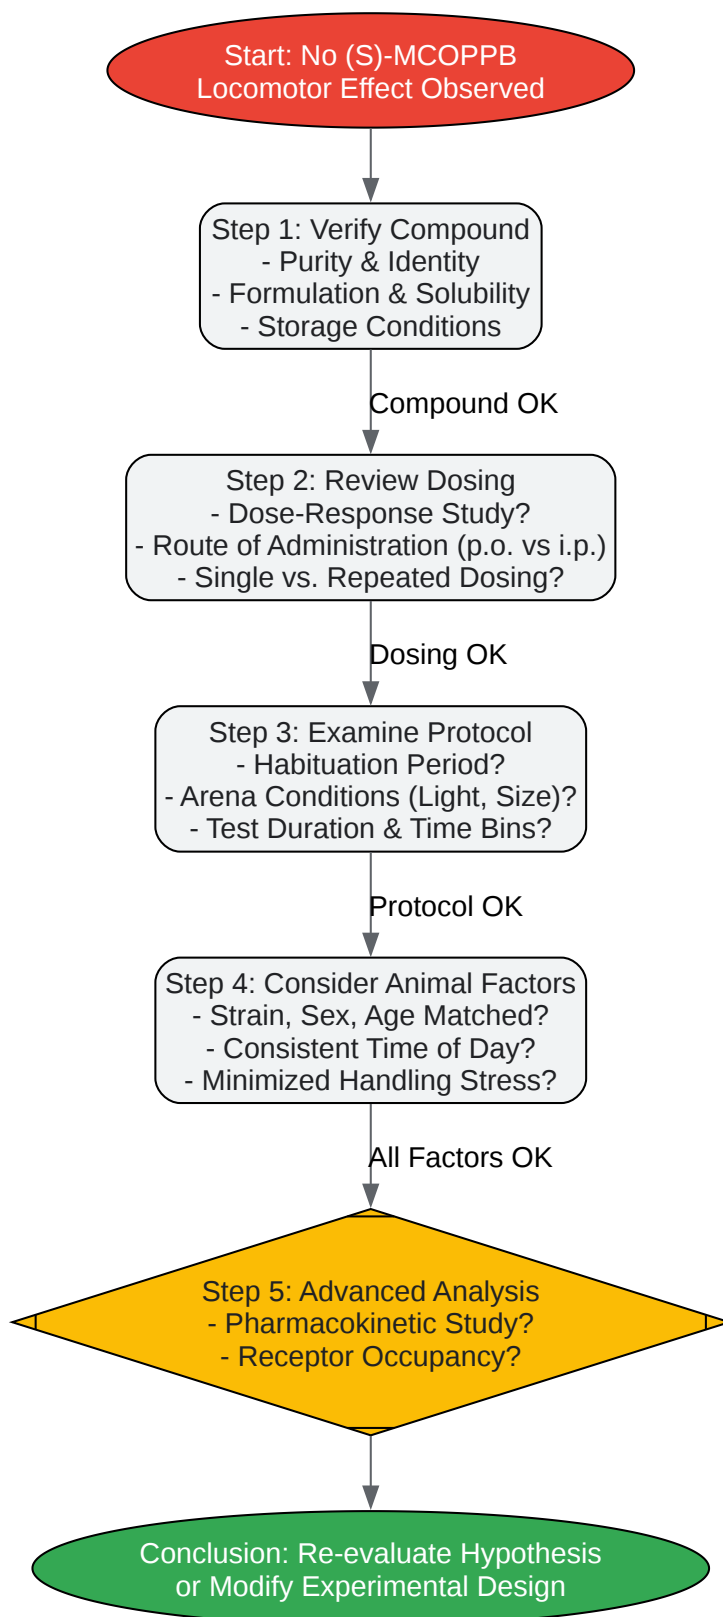 Start: No (S)-MCOPPB
Locomotor Effect Observed
Step 1: Verify Compound
- Purity & Identity
- Formulation & Solubility
- Storage Conditions
Compound OK
Step 2: Review Dosing
- Dose-Response Study?
- Route of Administration (p.o. vs i.p.)
- Single vs. Repeated Dosing?
Dosing OK
Step 3: Examine Protocol
- Habituation Period?
- Arena Conditions (Light, Size)?
- Test Duration & Time Bins?
Protocol OK
Step 4: Consider Animal Factors
- Strain, Sex, Age Matched?
- Consistent Time of Day?
- Minimized Handling Stress?
All Factors OK
Step 5: Advanced Analysis
- Pharmacokinetic Study?
- Receptor Occupancy?
Conclusion: Re-evaluate Hypothesis
or Modify Experimental Design